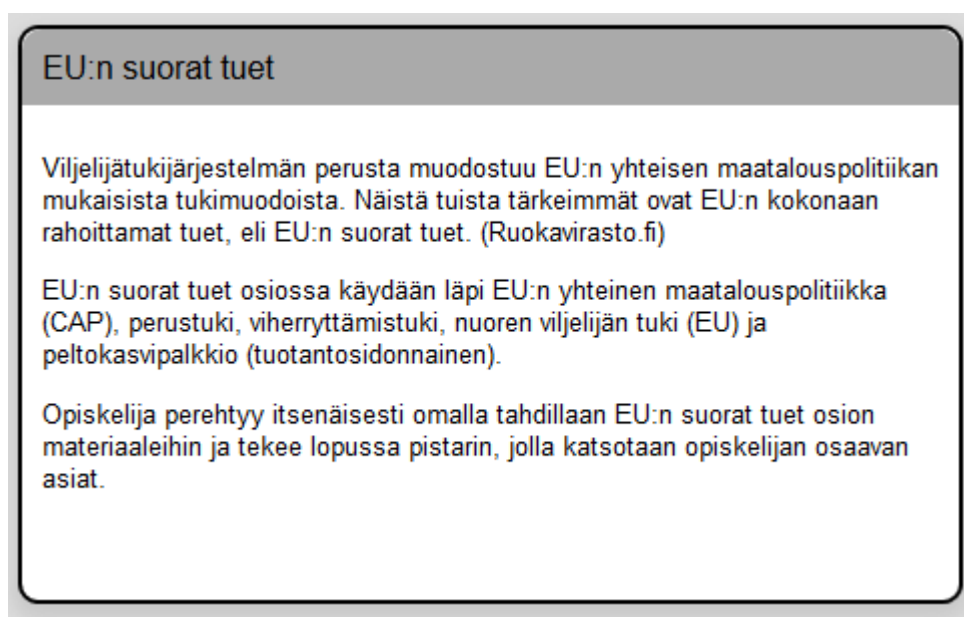 EU:n suorat tuet
Viljelijätukijärjestelmän perusta muodostuu EU:n yhteisen maatalouspolitiikan
mukaisista tukimuodoista. Näistä tuista tärkeimmät ovat EU:n kokonaan
rahoittamat tuet, eli EU:n suorat tuet. (Ruokavirasto.fi)
EU:n suorat tuet osiossa käydään läpi EU:n yhteinen maatalouspolitiikka
(CAP), perustuki, viherryttämistuki, nuoren viljelijän tuki (EU) ja
peltokasvipalkkio (tuotantosidonnainen).
Opiskelija perehtyy itsenäisesti omalla tahdillaan EU:n suorat tuet osion
materiaaleihin ja tekee lopussa pistarin, jolla katsotaan opiskelijan osaavan
asiat.